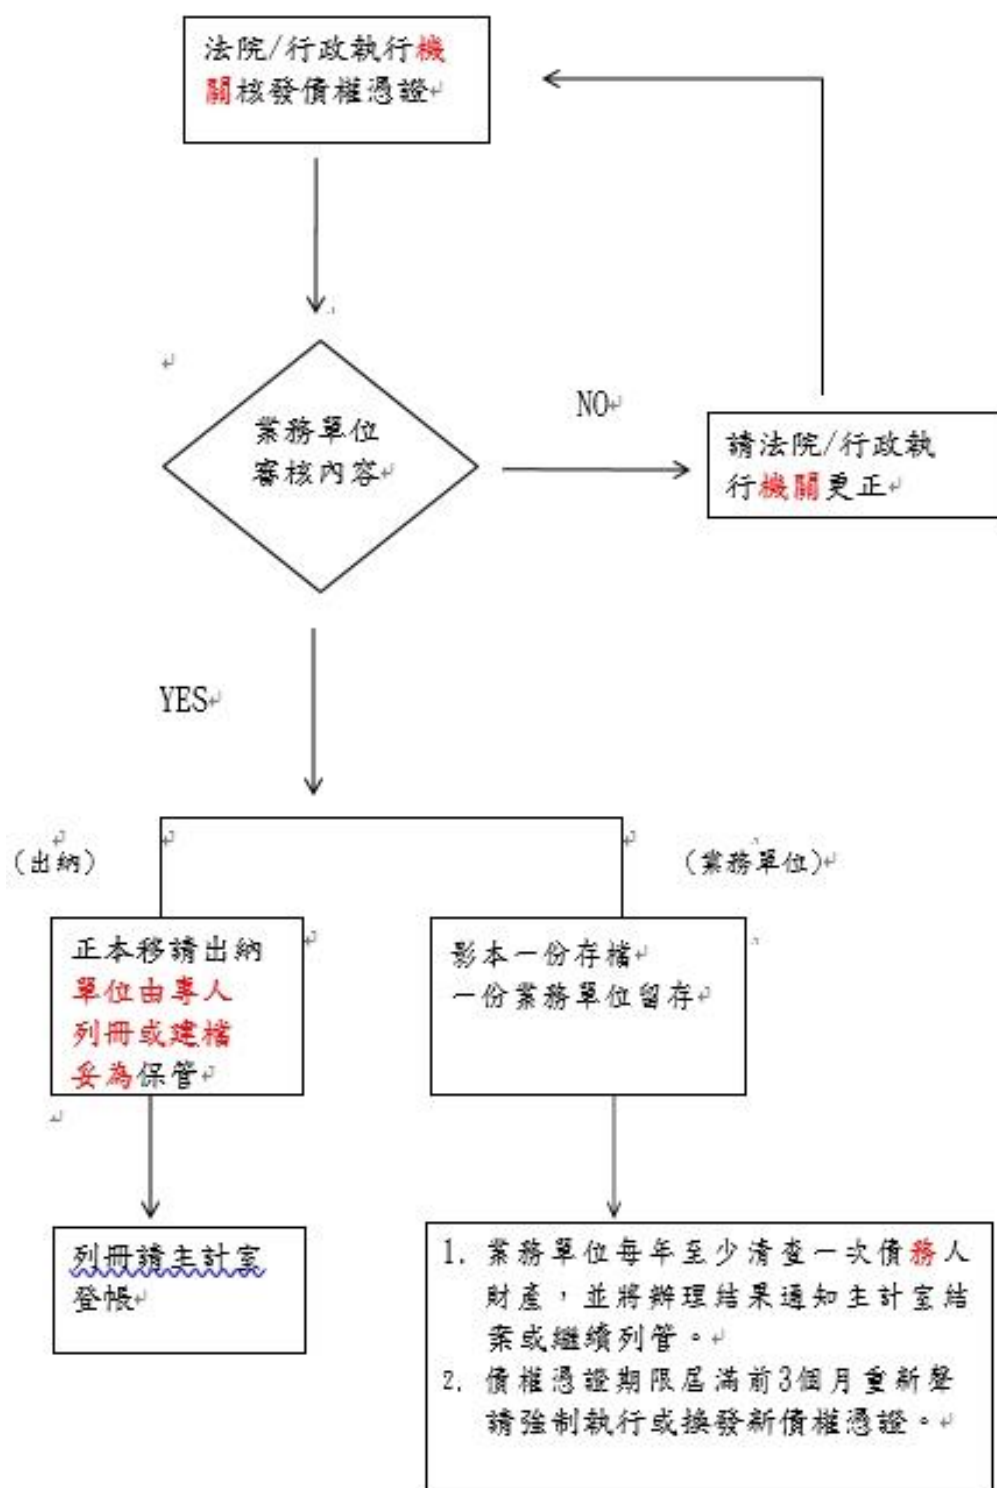 法院/行政執行機
關核發債權憑證
業務單位
審核內容
NO
請法院/行政執
行機關更正
YES
(出納)
(業務單位)
正本移請出納
單位由專人
列冊或建檔
妥為保管
影本一份存檔
一份業務單位留存
列冊請主計室
登帳
1. 業務單位每年至少清查一次債務人
財產，並將辦理結果通知主計室結
案或繼續列管。
2. 債權憑證期限屆滿前3個月重新聲
請強制執行或換發新債權憑證。